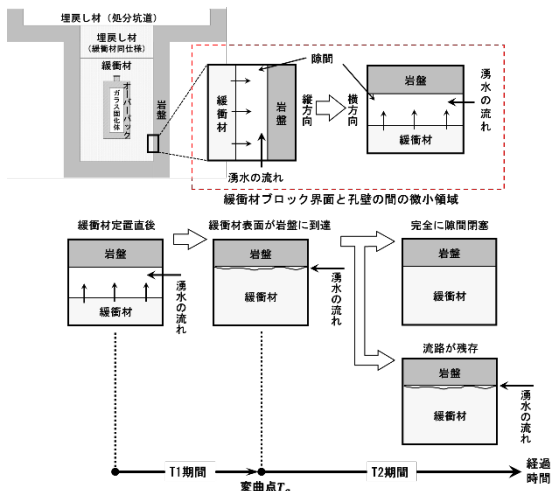 埋戻し材（処分坑道）
埋戻し材
（緩衝材同仕様）
緩衝材
オーバーパック
ガラス固化体
岩盤
隙間
緩衝材
岩盤
湧水の流れ
縦方向
横方向
岩盤
緩衝材
湧水の流れ
緩衝材ブロック界面と孔壁の間の微小領域
緩衝材定置直後
緩衝材表面が岩盤に到達
完全に隙間閉塞
岩盤
緩衝材
湧水の流れ
岩盤
緩衝材
湧水の流れ
岩盤
緩衝材
流路が残存
岩盤
緩衝材
湧水の流れ
T1期間
変曲点
T2期間
経過
時間